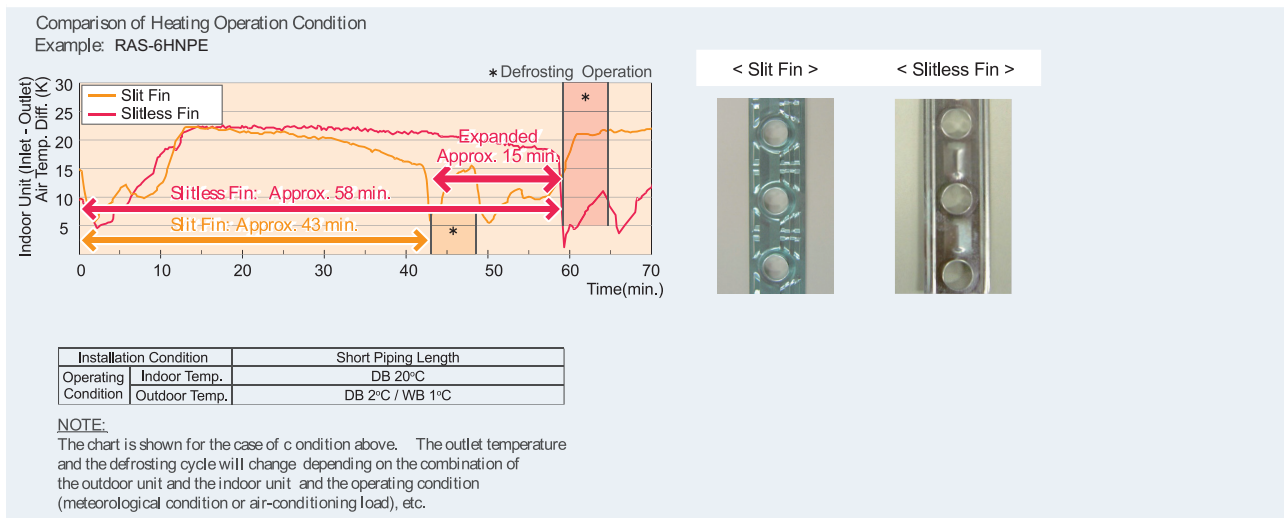 Comparison of Heating Operation Condition
Example: RAS-6HNPE
*Defrosting Operation
Indoor Unit (Inlet - Outlet)
Air Temp. Diff. (K)
30
25
20
15
10
5
Slit Fin
Slitless Fin
*
Expanded
Approx. 15 min.
Slitless Fin: Approx. 58 min.
Slit Fin: Approx. 43 min.
*
0 10 20 30 40 50 60 70
Time(min.)
< Slit Fin >
< Slitless Fin >
Installation Condition Short Piping Length
Operating Condition Indoor Temp. DB 20°C
Outdoor Temp. DB 2°C / WB 1°C
NOTE:
The chart is shown for the case of c ondition above. The outlet temperature
and the defrosting cycle will change depending on the combination of
the outdoor unit and the indoor unit and the operating condition
(meteorological condition or air-conditioning load), etc.